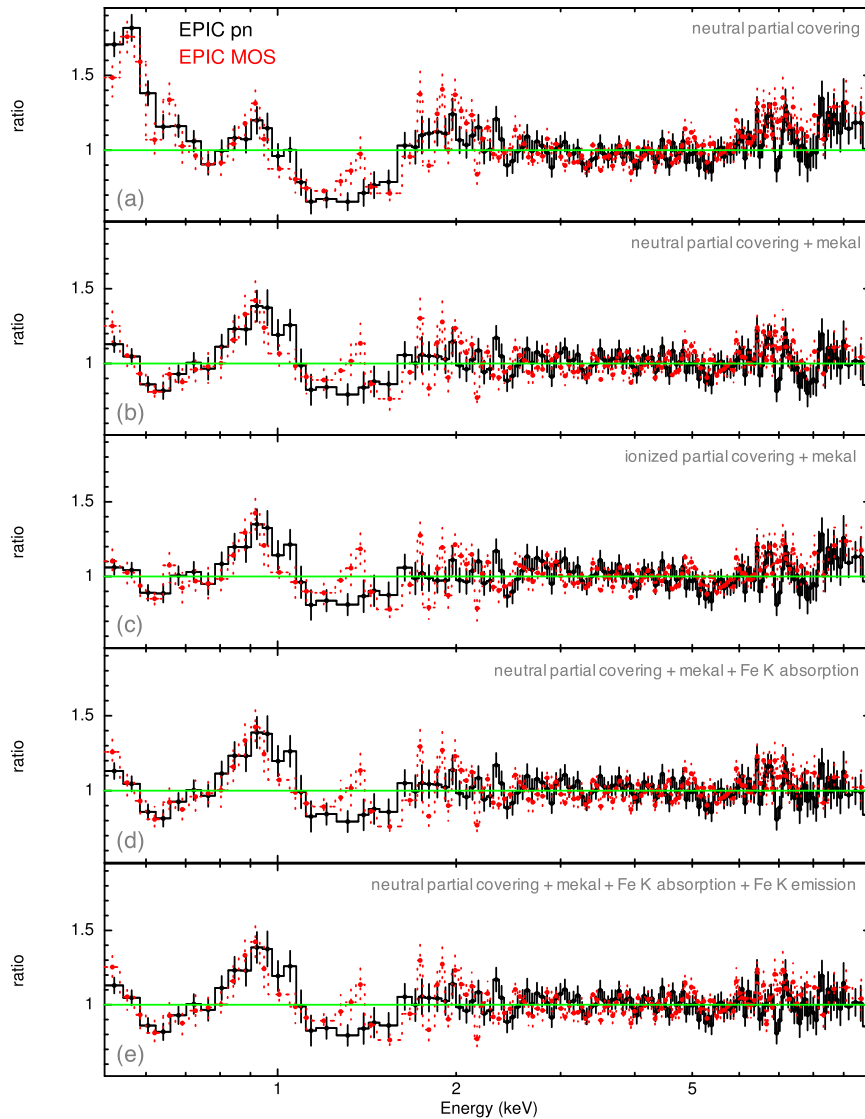 EPIC pn
EPIC MOS
neutral partial covering
1.5
ratio
1
(a)
neutral partial covering + mekal
1.5
ratio
1
(b)
ionized partial covering + mekal
1.5
ratio
1
(c)
neutral partial covering + mekal + Fe K absorption
1.5
ratio
1
(d)
neutral partial covering + mekal + Fe K absorption + Fe K emission
1.5
ratio
1
(e)
1 2 5
Energy (keV)